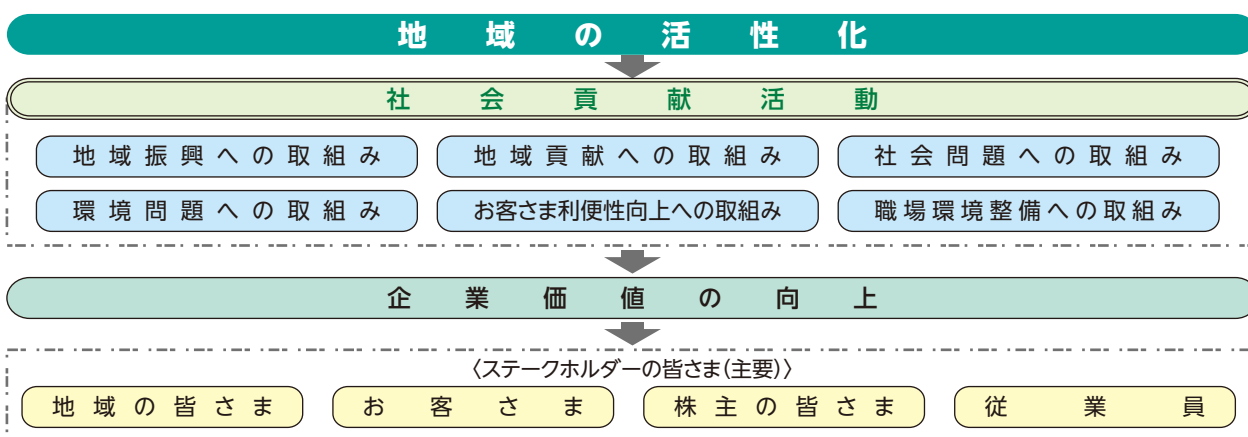 地域の活性化
社会貢献活動
地域振興への取組み 地域貢献への取組み 社会問題への取組み
環境問題への取組み お客さま利便性向上への取組み 職場環境整備への取組み
企業価値の向上
〈ステークホルダーの皆さま(主要)〉
地域の皆さま お客さま 株主の皆さま 従業員